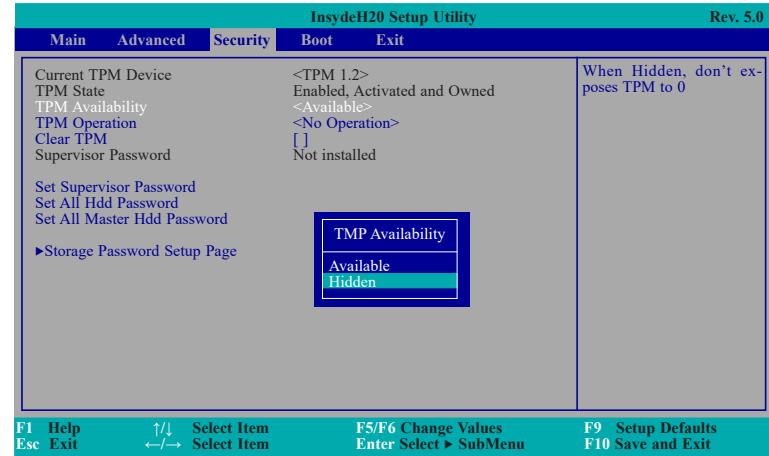 InsydeH20 Setup Utility Rev. 5.0
Main Advanced Security Boot Exit
Current TPM Device <TPM 1.2>
TPM State Enabled, Activated and Owned
TPM Availability <Available>
TPM Operation <No Operation>
Clear TPM [ ]
Supervisor Password Not installed
Set Supervisor Password
Set All Hdd Password
Set All Master Hdd Password
▶Storage Password Setup Page
TMP Availability
Available
Hidden
When Hidden, don't ex-
poses TPM to 0
F1 Help ↑/↓ Select Item F5/F6 Change Values F9 Setup Defaults
Esc Exit ←/→ Select Item Enter Select ▶ SubMenu F10 Save and Exit